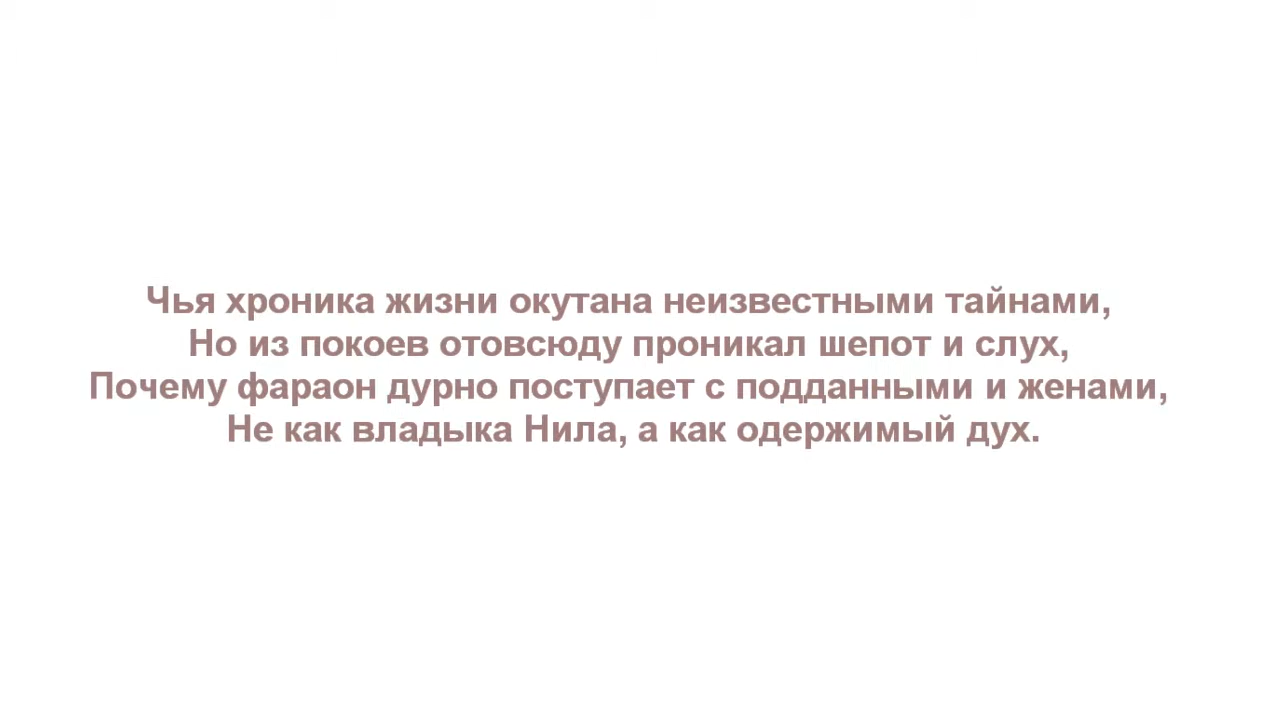 Чья хроника жизни окутана неизвестными тайнами,
Но из покоев отовсюду проникал шепот и слух,
Почему фараон дурно поступает с подданными и женами,
Не как владыка Нила, а как одержимый дух.